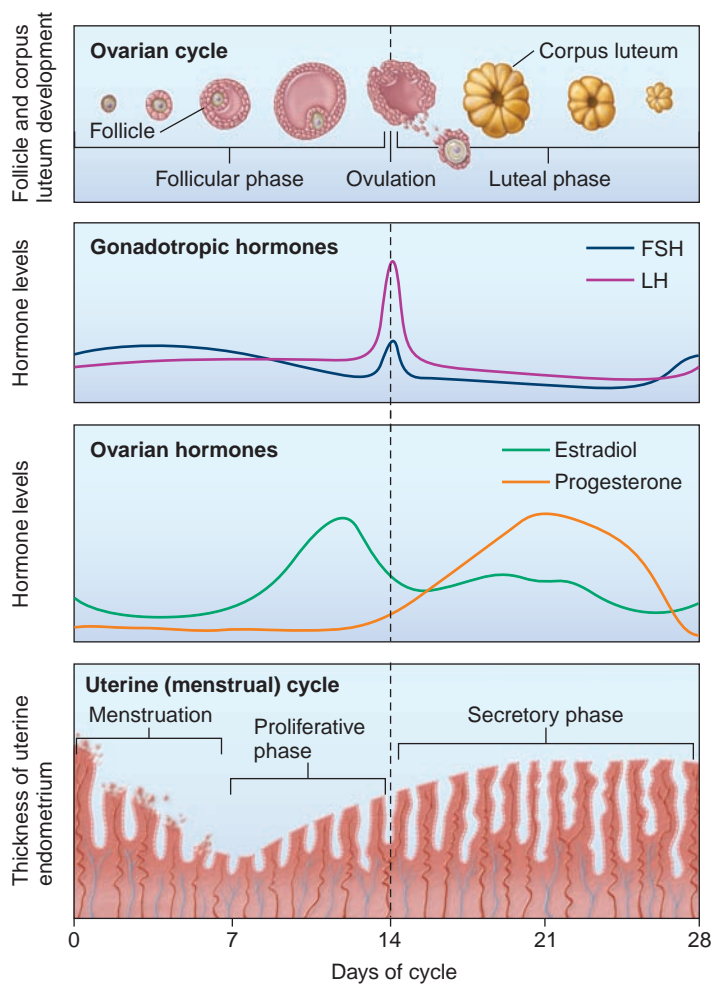 Follicle and corpus
luteum development
Ovarian cycle
Corpus luteum
Follicle
Follicular phase
Ovulation
Luteal phase
Hormone levels
Gonadotropic hormones
FSH
LH
Hormone levels
Ovarian hormones
Estradiol
Progesterone
Thickness of uterine
endometrium
Uterine (menstrual) cycle
Menstruation
Proliferative
phase
Secretory phase
0 7 14 21 28
Days of cycle